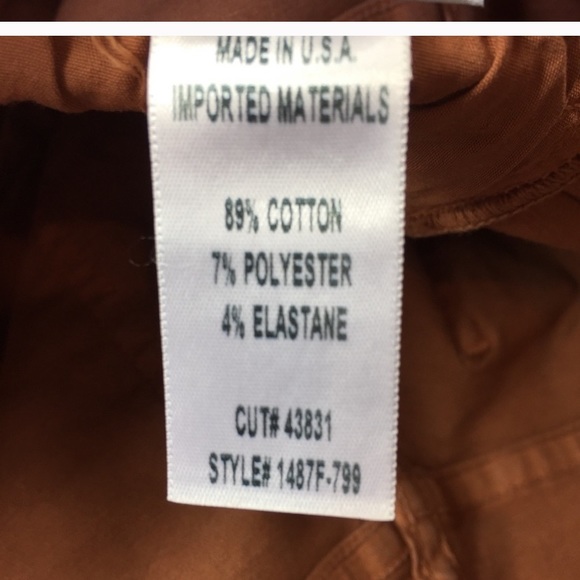 MADE IN U.S.A.
IMPORTED MATERIALS
89% COTTON
7% POLYESTER
4% ELASTANE
CUT# 43831
STYLE# 1487F-799